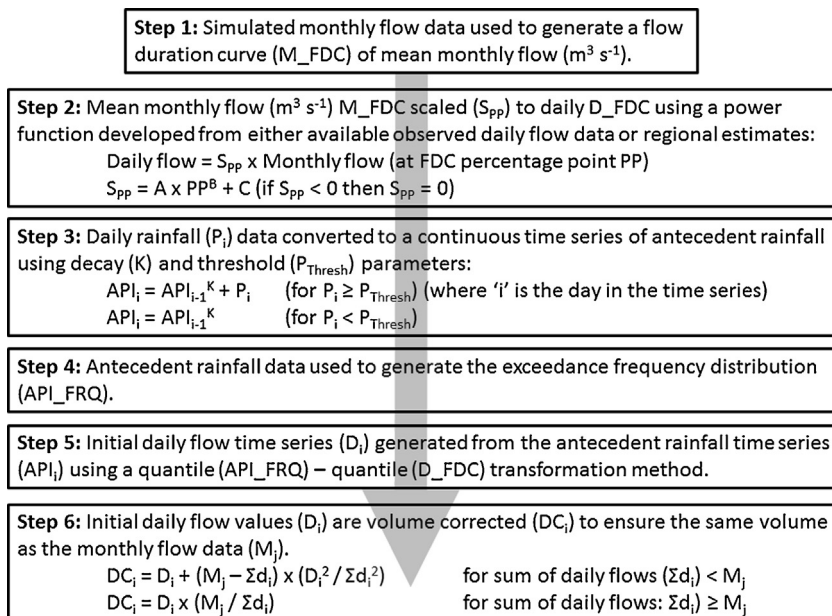 Step 1: Simulated monthly flow data used to generate a flow
duration curve (M_FDC) of mean monthly flow (m³ s⁻¹).
Step 2: Mean monthly flow (m³ s⁻¹) M_FDC scaled (S_PP) to daily D_FDC using a power
function developed from either available observed daily flow data or regional estimates:
Daily flow = S_PP x Monthly flow (at FDC percentage point PP)
S_PP = A x PP^B + C (if S_PP < 0 then S_PP = 0)
Step 3: Daily rainfall (P_i) data converted to a continuous time series of antecedent rainfall
using decay (K) and threshold (P_Thresh) parameters:
API_i = API_i-1^K + P_i (for P_i ≥ P_Thresh) (where 'i' is the day in the time series)
API_i = API_i-1^K (for P_i < P_Thresh)
Step 4: Antecedent rainfall data used to generate the exceedance frequency distribution
(API_FRQ).
Step 5: Initial daily flow time series (D_i) generated from the antecedent rainfall time series
(API_i) using a quantile (API_FRQ) – quantile (D_FDC) transformation method.
Step 6: Initial daily flow values (D_i) are volume corrected (DC_i) to ensure the same volume
as the monthly flow data (M_j).
DC_i = D_i + (M_j – Σd_i) x (D_i² / Σd_i²) for sum of daily flows (Σd_i) < M_j
DC_i = D_i x (M_j / Σd_i) for sum of daily flows: Σd_i) ≥ M_j